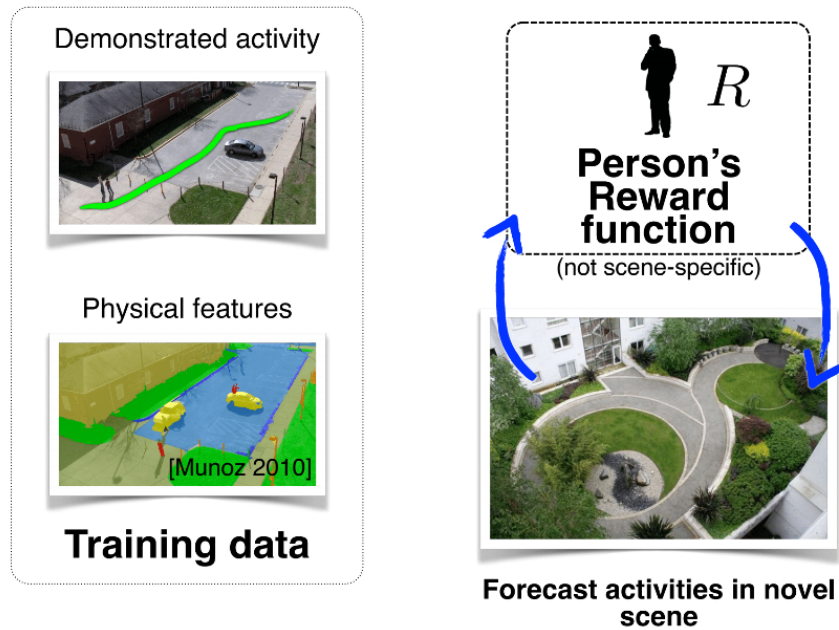 Demonstrated activity
Physical features
[Munoz 2010]
Training data
R
Person's
Reward
function
(not scene-specific)
Forecast activities in novel
scene